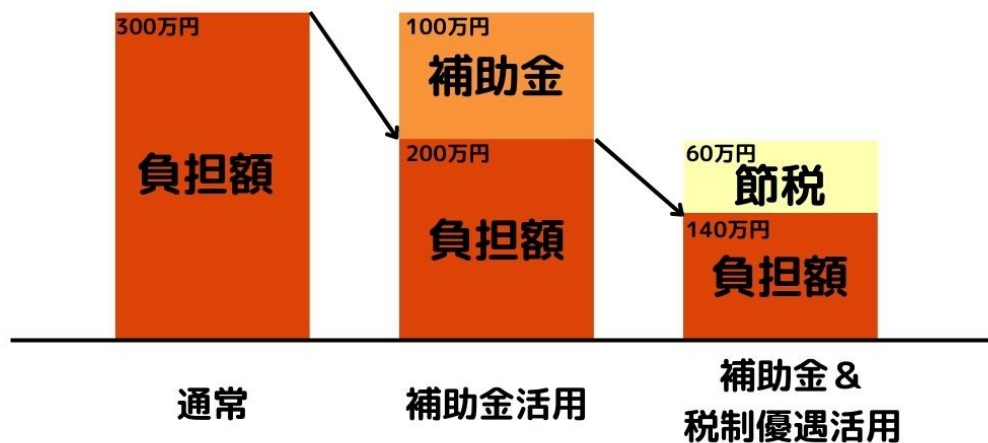 300万円
負担額
100万円
補助金
200万円
負担額
60万円
節税
140万円
負担額
通常
補助金活用
補助金＆
税制優遇活用